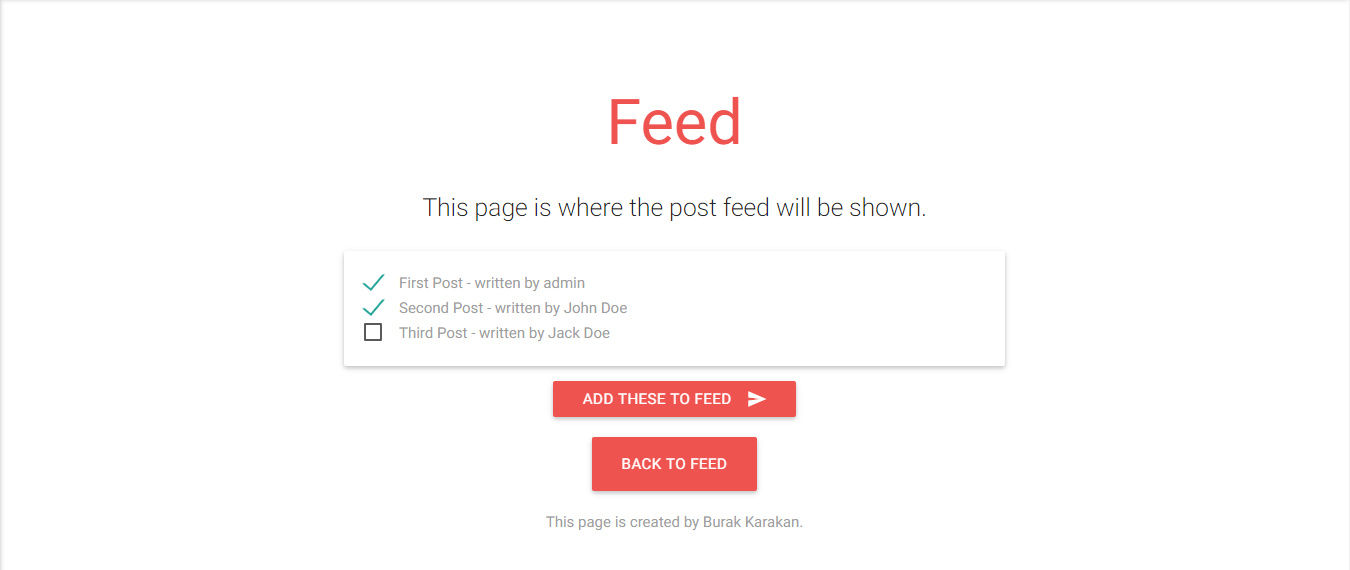 Feed
This page is where the post feed will be shown.
First Post - written by admin
Second Post - written by John Doe
Third Post - written by Jack Doe
ADD THESE TO FEED
BACK TO FEED
This page is created by Burak Karakan.